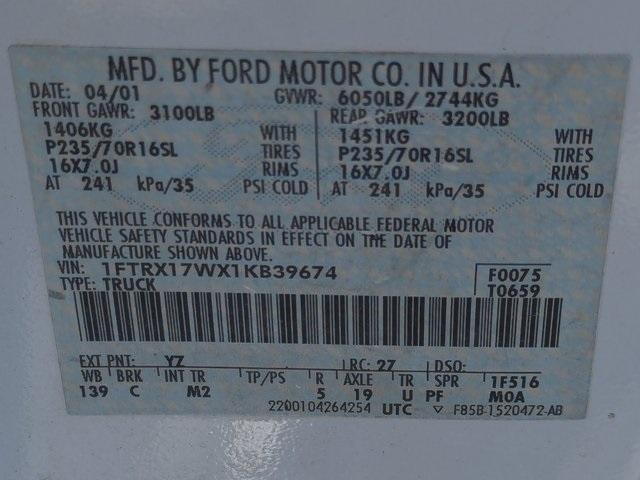 MFD. BY FORD MOTOR CO. IN U.S.A.
DATE: 04/01 GVWR: 6050LB/ 2744KG
FRONT GAWR: 3100LB REAR GAWR: 3200LB
1406KG WITH 1451KG WITH
P235/70R16SL TIRES P235/70R16SL TIRES
16X7.0J RIMS 16X7.0J RIMS
AT 241 kPa/35 PSI COLD AT 241 kPa/35 PSI COLD
THIS VEHICLE CONFORMS TO ALL APPLICABLE FEDERAL MOTOR
VEHICLE SAFETY STANDARDS IN EFFECT ON THE DATE OF
MANUFACTURE SHOWN ABOVE.
VIN: 1FTRX17WX1KB39674 F0075
TYPE: TRUCK T0659
EXT PNT: YZ RC: 27 DSO:
WB BRK INT TR TP/PS R AXLE TR SPR 1F516
139 C M2 5 19 U PF M0A
2200104264254 UTC ▽ F85B-1520472-AB